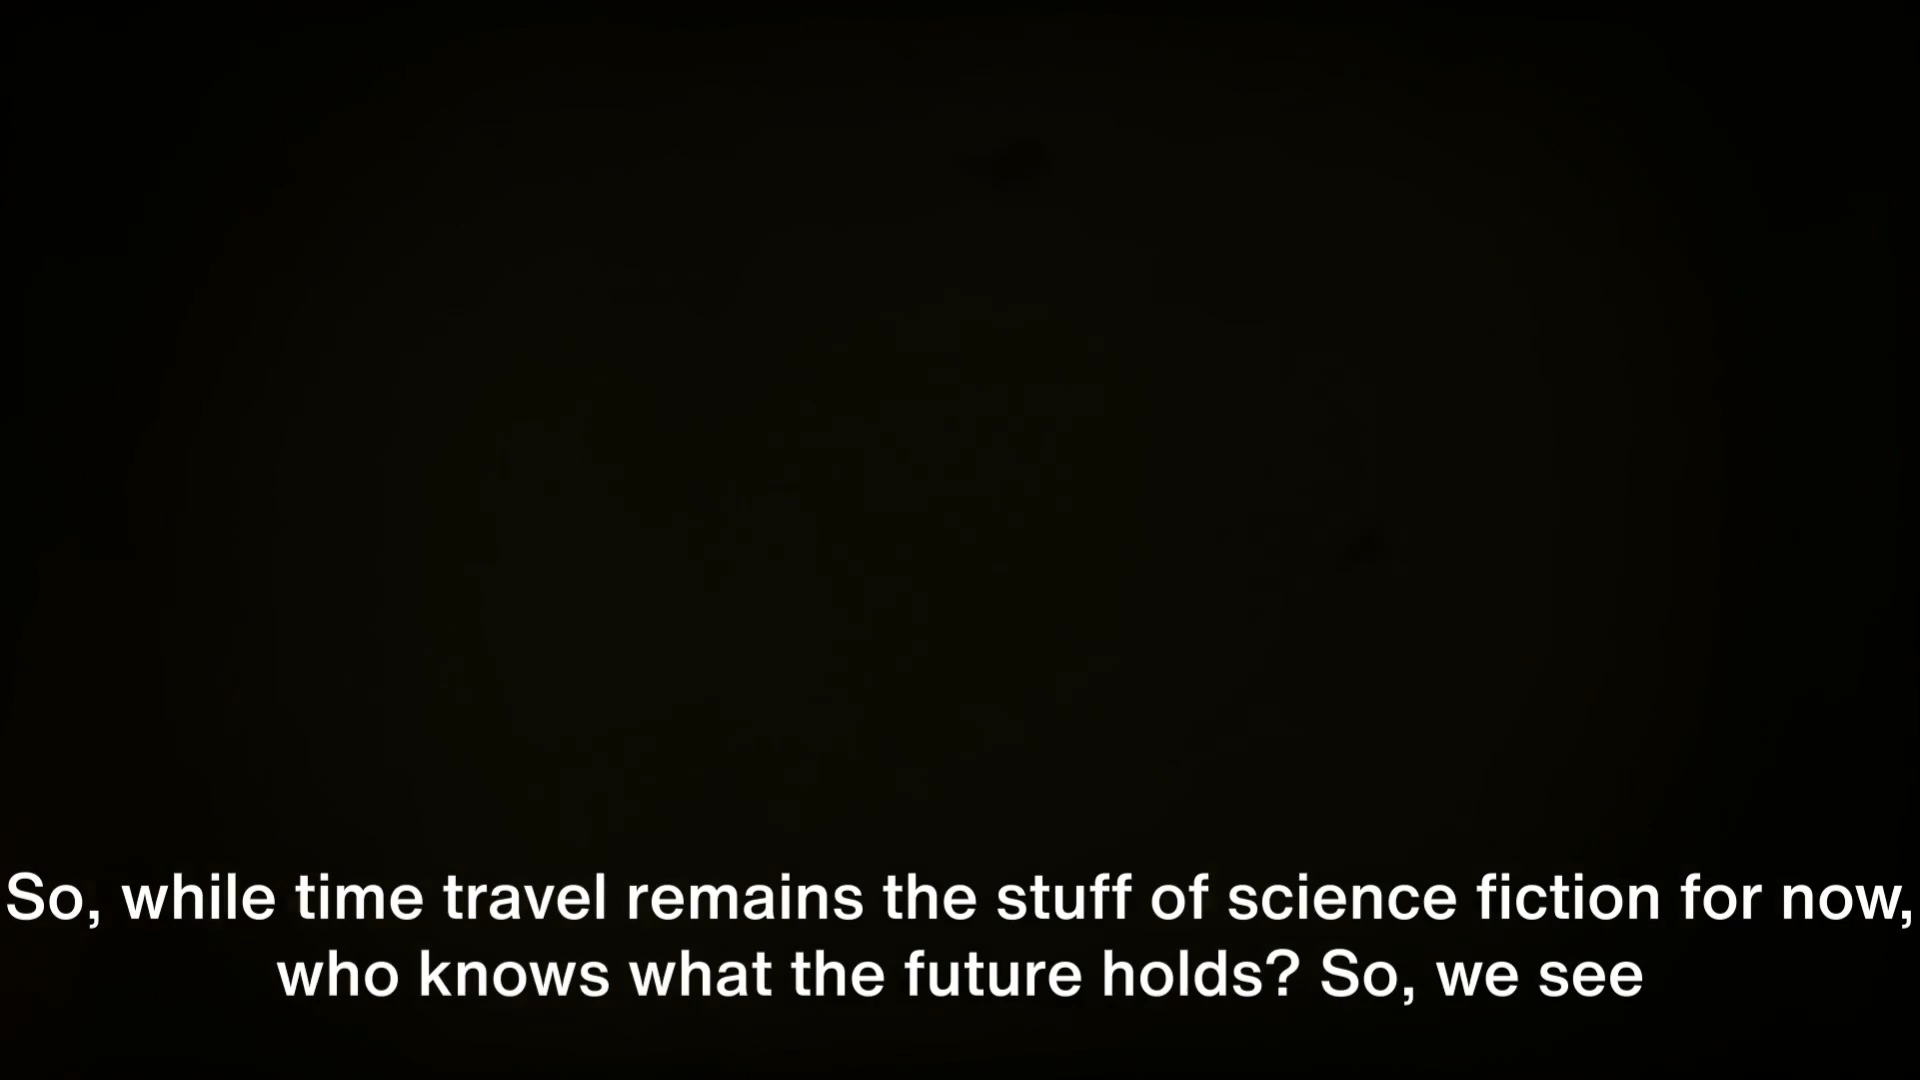 So, while time travel remains the stuff of science fiction for now,
who knows what the future holds? So, we see